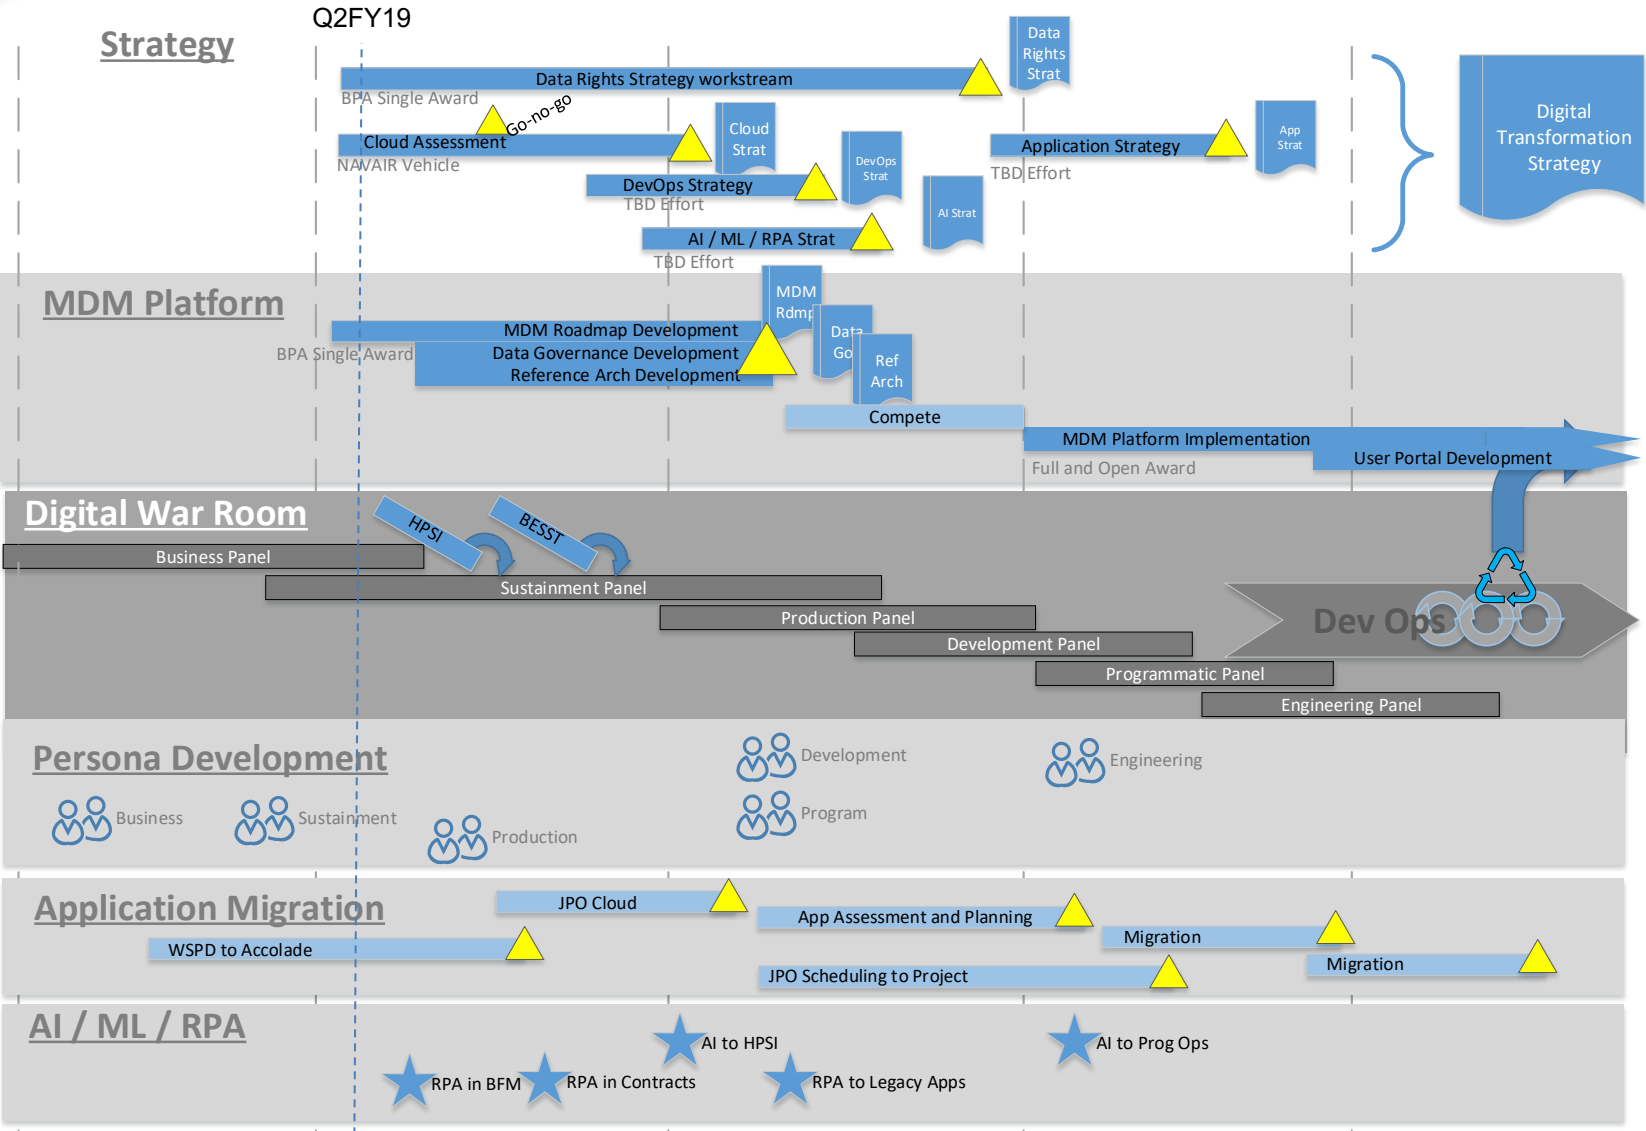 Q2FY19
Strategy
Data Rights Strategy workstream
BPA Single Award
Data
Rights
Strat
Go-no-go
Cloud Assessment
NAVAIR Vehicle
Cloud
Strat
DevOps Strategy
TBD Effort
DevOps
Strat
AI / ML / RPA Strat
TBD Effort
AI Strat
Application Strategy
TBD Effort
App
Strat
Digital
Transformation
Strategy
MDM Platform
MDM Roadmap Development
BPA Single Award
Data Governance Development
Reference Arch Development
MDM
Rdmp
Data
Go
Ref
Arch
Compete
MDM Platform Implementation
Full and Open Award
User Portal Development
Digital War Room
HPSI
BESST
Business Panel
Sustainment Panel
Production Panel
Development Panel
Programmatic Panel
Engineering Panel
Dev Ops
Persona Development
Business
Sustainment
Production
Development
Program
Engineering
Application Migration
JPO Cloud
WSPD to Accolade
App Assessment and Planning
JPO Scheduling to Project
Migration
Migration
AI / ML / RPA
AI to HPSI
AI to Prog Ops
RPA in BFM
RPA in Contracts
RPA to Legacy Apps